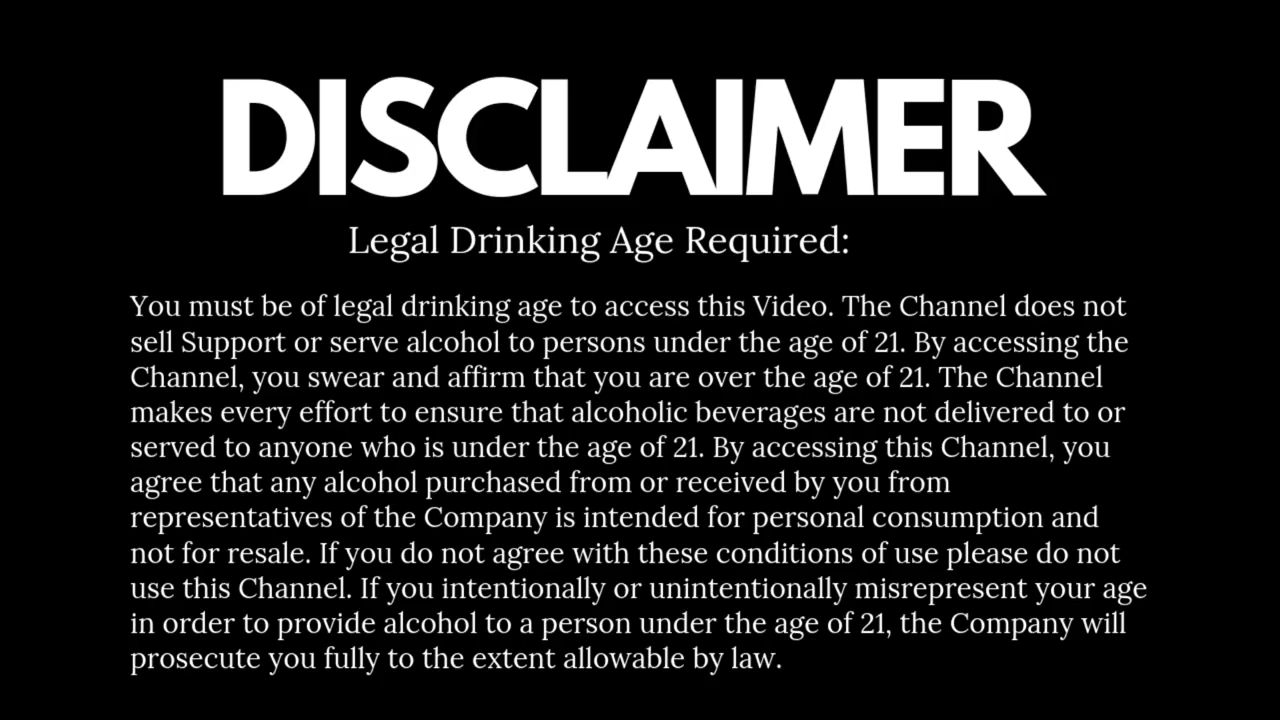 DISCLAIMER
Legal Drinking Age Required:
You must be of legal drinking age to access this Video. The Channel does not
sell Support or serve alcohol to persons under the age of 21. By accessing the
Channel, you swear and affirm that you are over the age of 21. The Channel
makes every effort to ensure that alcoholic beverages are not delivered to or
served to anyone who is under the age of 21. By accessing this Channel, you
agree that any alcohol purchased from or received by you from
representatives of the Company is intended for personal consumption and
not for resale. If you do not agree with these conditions of use please do not
use this Channel. If you intentionally or unintentionally misrepresent your age
in order to provide alcohol to a person under the age of 21, the Company will
prosecute you fully to the extent allowable by law.